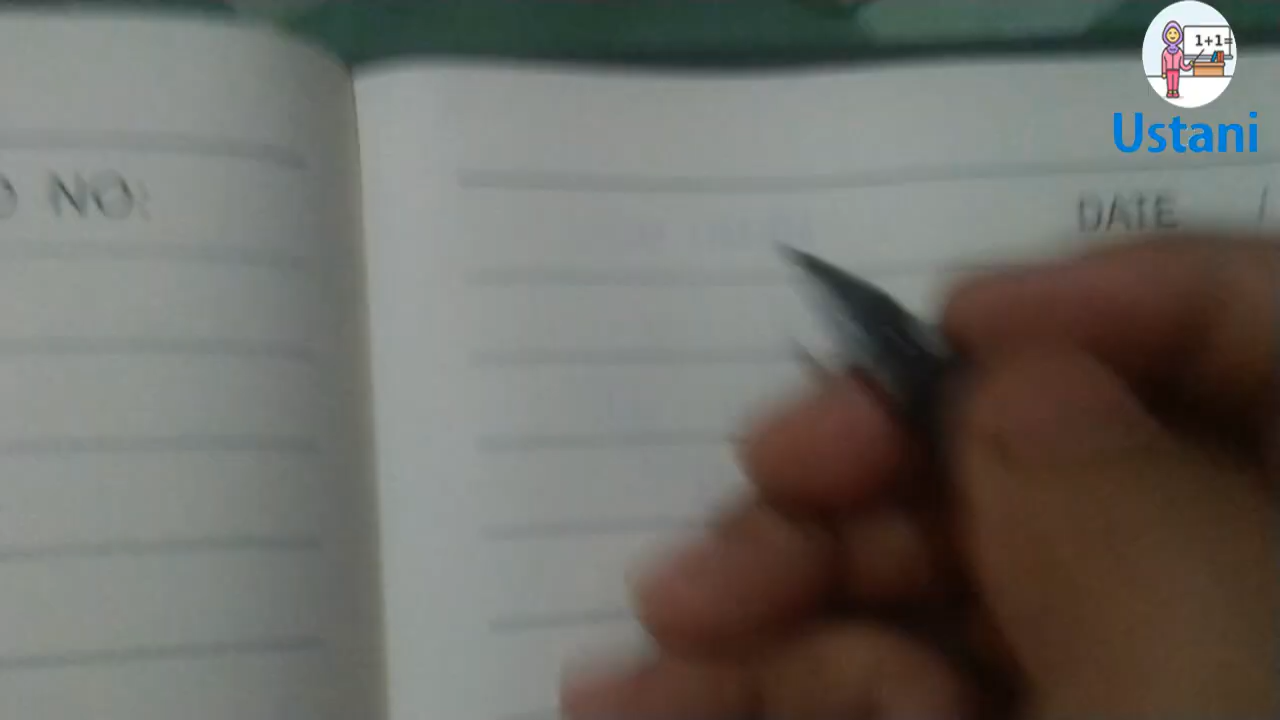 1+1=
Ustani
NO:
DATE /